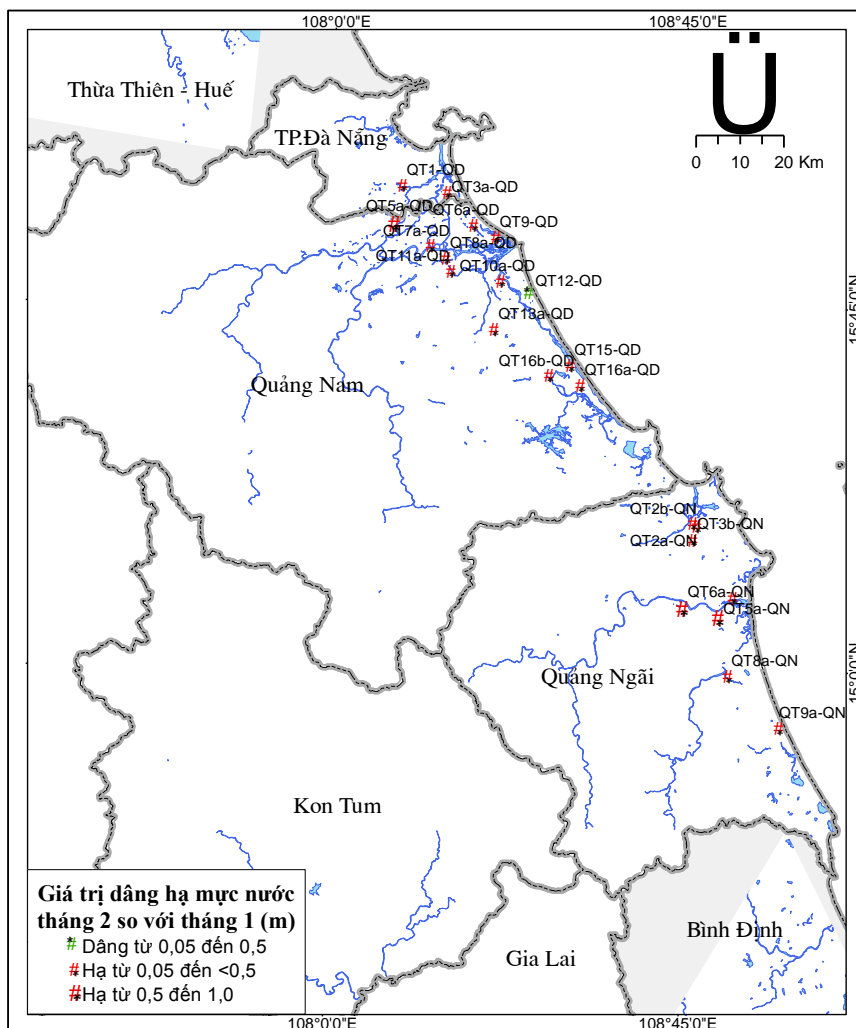 108°0'0"E
108°45'0"E
Thừa Thiên - Huế
TP.Đà Nẵng
Ü
0 10 20 Km
QT1-QD
QT3a-QD
QT5a-QD
QT6a-QD
QT9-QD
QT7a-QD
QT8a-QD
QT11a-QD
QT10a-QD
QT12-QD
15°45'0"N
QT13a-QD
QT15-QD
QT16b-QD
QT16a-QD
Quảng Nam
QT2b-QN
QT3b-QN
QT2a-QN
QT6a-QN
QT5a-QN
QT8a-QN
Quảng Ngãi
15°0'0"N
QT9a-QN
Kon Tum
Gia Lai
Bình Định
Giá trị dâng hạ mực nước
tháng 2 so với tháng 1 (m)
# Dâng từ 0,05 đến 0,5
# Hạ từ 0,05 đến <0,5
# Hạ từ 0,5 đến 1,0
108°0'0"E
108°45'0"E